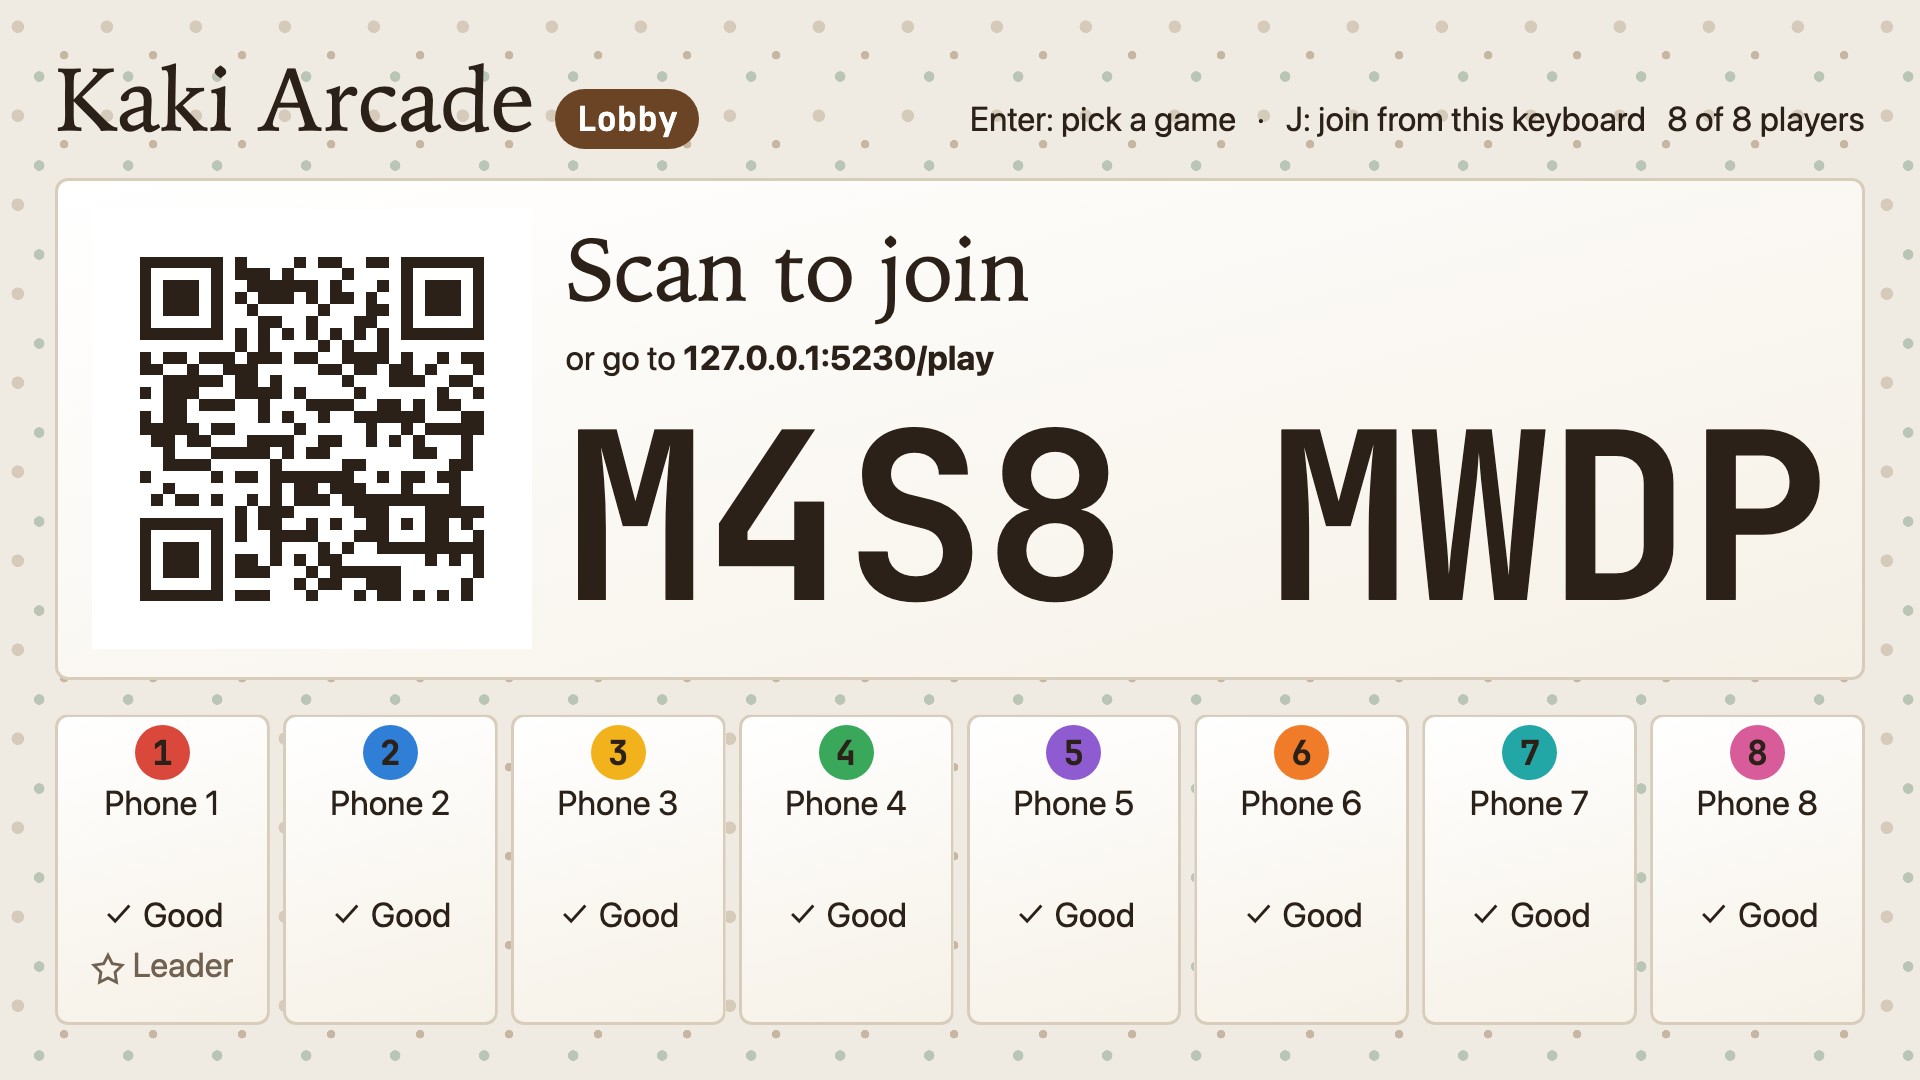 Kaki Arcade Lobby Enter: pick a game · J: join from this keyboard 8 of 8 players
Scan to join
or go to 127.0.0.1:5230/play
M4S8 MWDP
1 2 3 4 5 6 7 8
Phone 1 Phone 2 Phone 3 Phone 4 Phone 5 Phone 6 Phone 7 Phone 8
Good Good Good Good Good Good Good Good
Leader